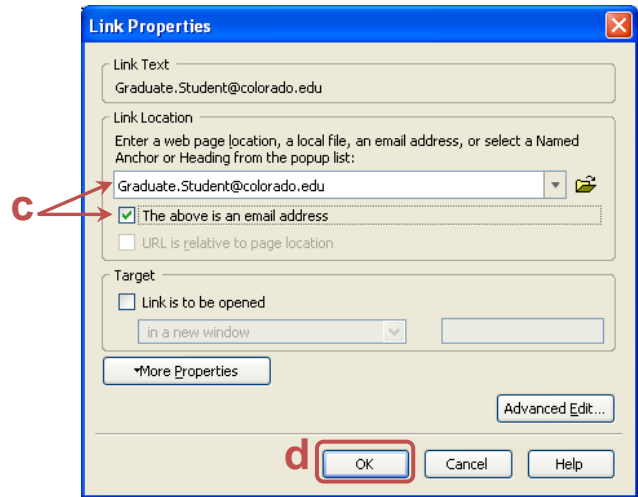 Link Properties
Link Text
Graduate.Student@colorado.edu
Link Location
Enter a web page location, a local file, an email address, or select a Named
Anchor or Heading from the popup list:
Graduate.Student@colorado.edu
c
The above is an email address
URL is relative to page location
Target
Link is to be opened
in a new window
More Properties
Advanced Edit...
d
OK
Cancel
Help